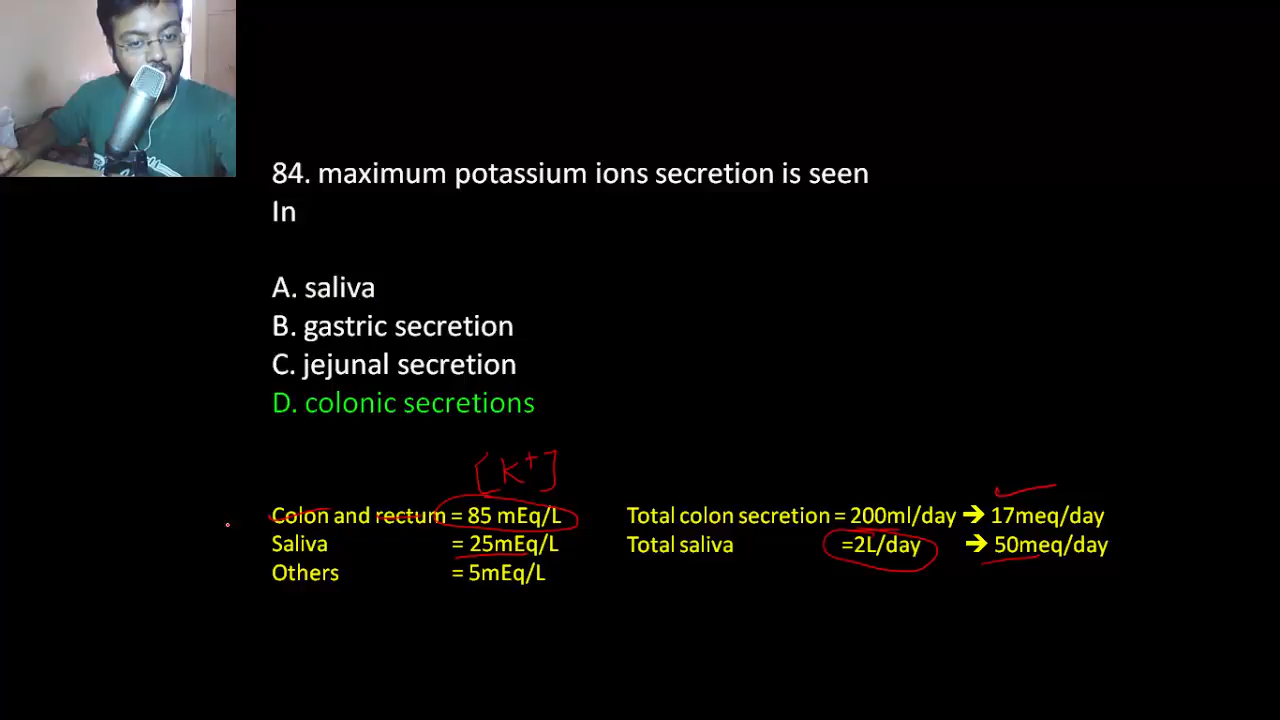 84. maximum potassium ions secretion is seen
In
A. saliva
B. gastric secretion
C. jejunal secretion
D. colonic secretions
[K+]
Colon and rectum = 85 mEq/L Total colon secretion = 200ml/day → 17meq/day
Saliva = 25mEq/L Total saliva =2L/day → 50meq/day
Others = 5mEq/L